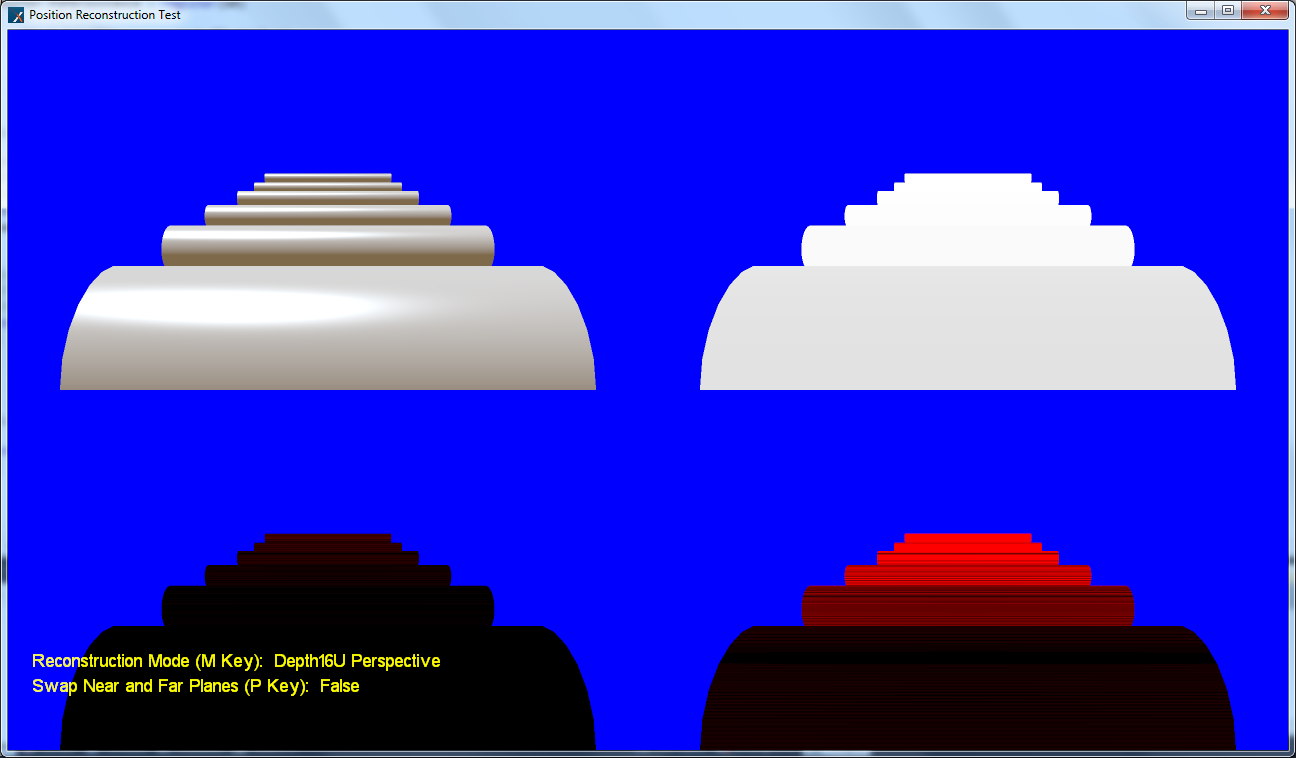 Position Reconstruction Test
Reconstruction Mode (M Key):  Depth16U Perspective
Swap Near and Far Planes (P Key):  False